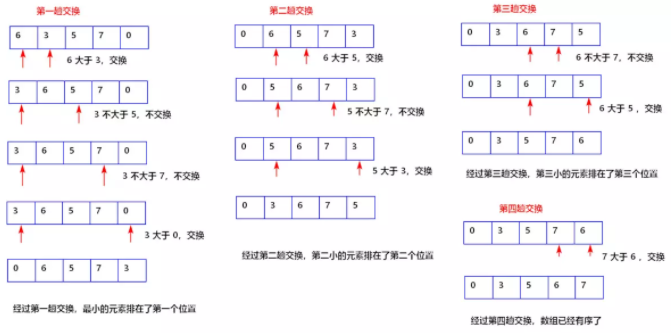 第一趟交换
6 3 5 7 0
6 大于 3，交换
3 6 5 7 0
3 不大于 5，不交换
3 6 5 7 0
3 不大于 7，不交换
3 6 5 7 0
3 大于 0，交换
0 6 5 7 3
经过第一趟交换，最小的元素排在了第一个位置
第二趟交换
0 6 5 7 3
6 大于 5，交换
0 5 6 7 3
5 不大于 7，不交换
0 5 6 7 3
5 大于 3，交换
0 3 6 7 5
经过第二趟交换，第二小的元素排在了第二个位置
第三趟交换
0 3 6 7 5
6 不大于 7，不交换
0 3 6 7 5
6 大于 5 ，交换
0 3 5 7 6
经过第三趟交换，第三小的元素排在了第三个位置
第四趟交换
0 3 5 7 6
7 大于 6 ，交换
0 3 5 6 7
经过第四趟交换，数组已经有序了